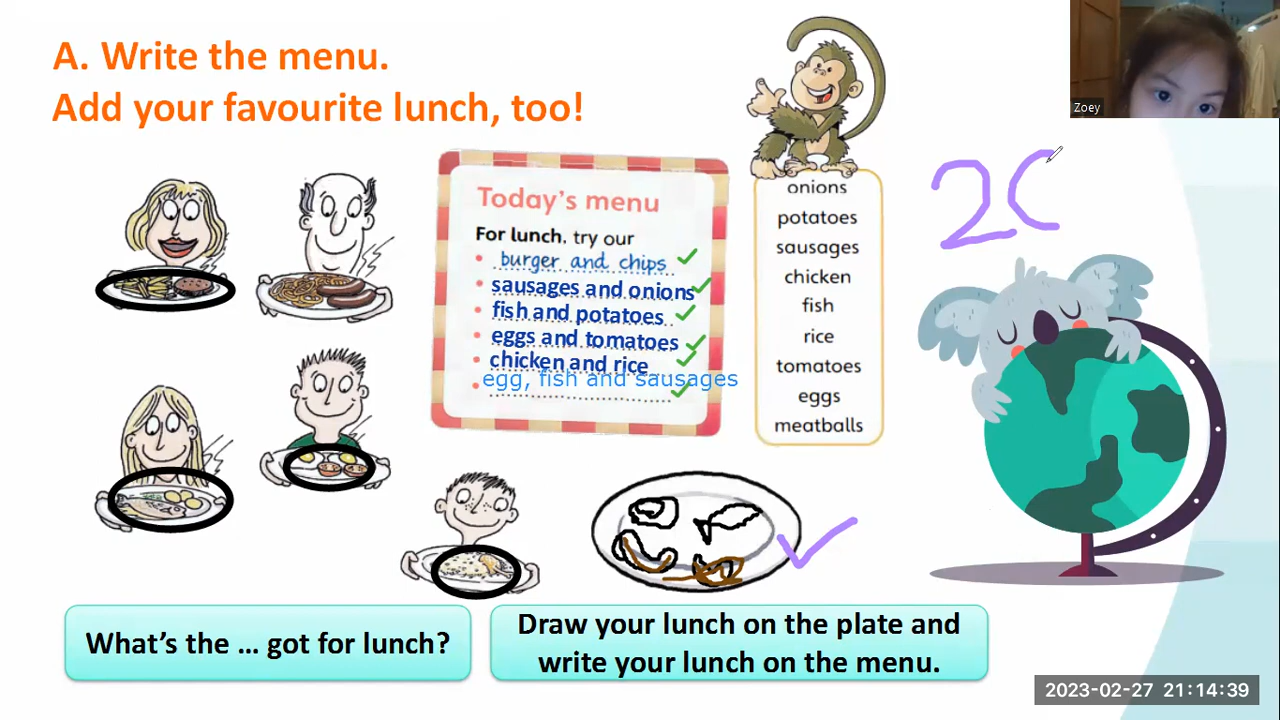 A. Write the menu.
Add your favourite lunch, too!
Zoey
20
Today's menu
For lunch, try our
• burger and chips
• sausages and onions
• fish and potatoes
• eggs and tomatoes
• chicken and rice
• egg, fish and sausages
onions
potatoes
sausages
chicken
fish
rice
tomatoes
eggs
meatballs
What's the ... got for lunch?
Draw your lunch on the plate and
write your lunch on the menu.
2023-02-27 21:14:39